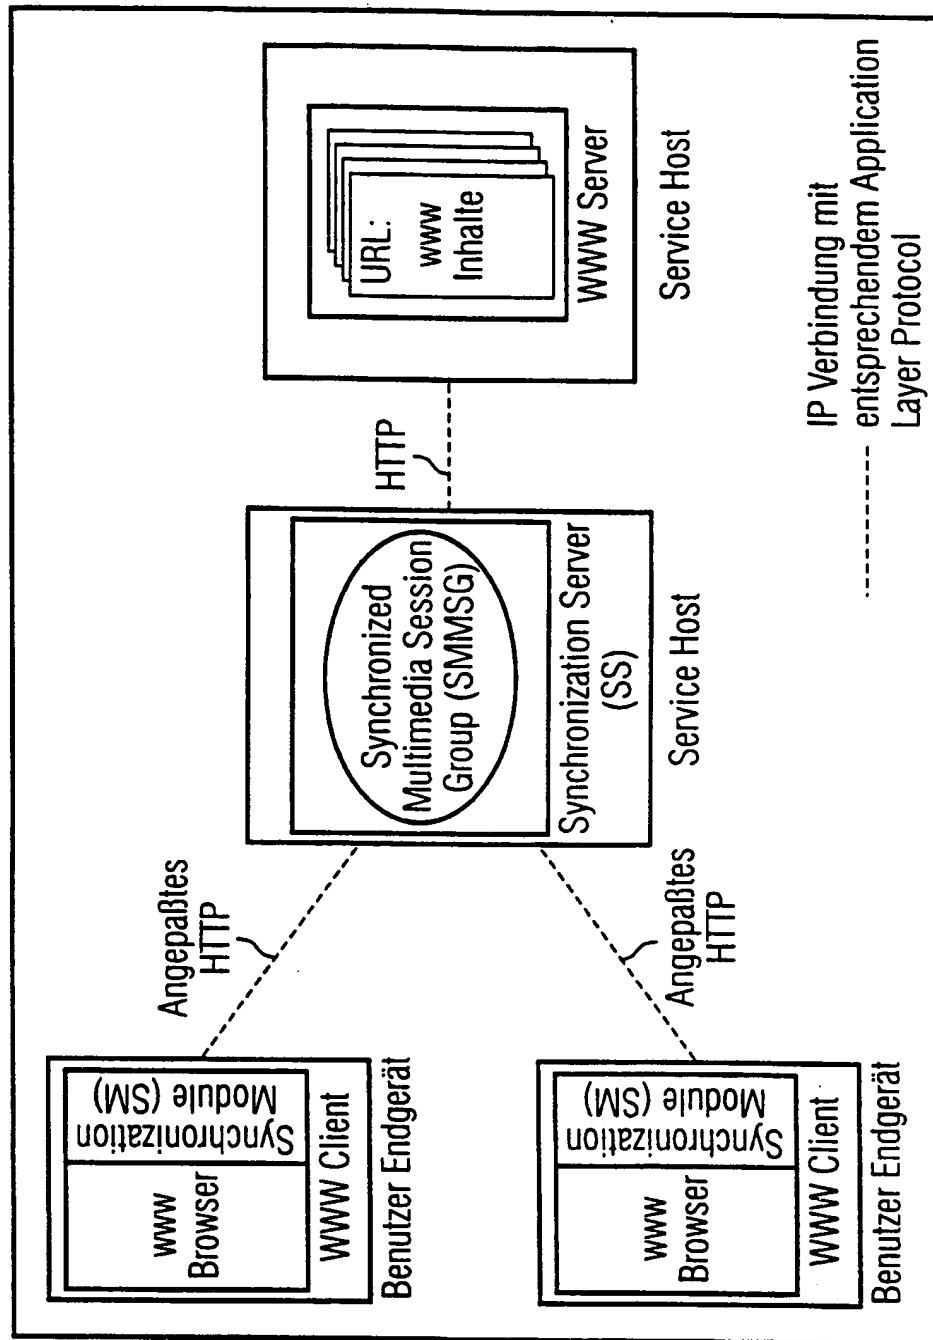 www
Browser
Synchronization
Module (SM)
WWW Client
Benutzer Endgerät
www
Browser
Synchronization
Module (SM)
WWW Client
Benutzer Endgerät
Angepaßtes
HTTP
Angepaßtes
HTTP
Synchronized
Multimedia Session
Group (SMMSG)
Synchronization Server
(SS)
Service Host
HTTP
URL:
www
Inhalte
WWW Server
Service Host
IP Verbindung mit
entsprechendem Application
Layer Protocol